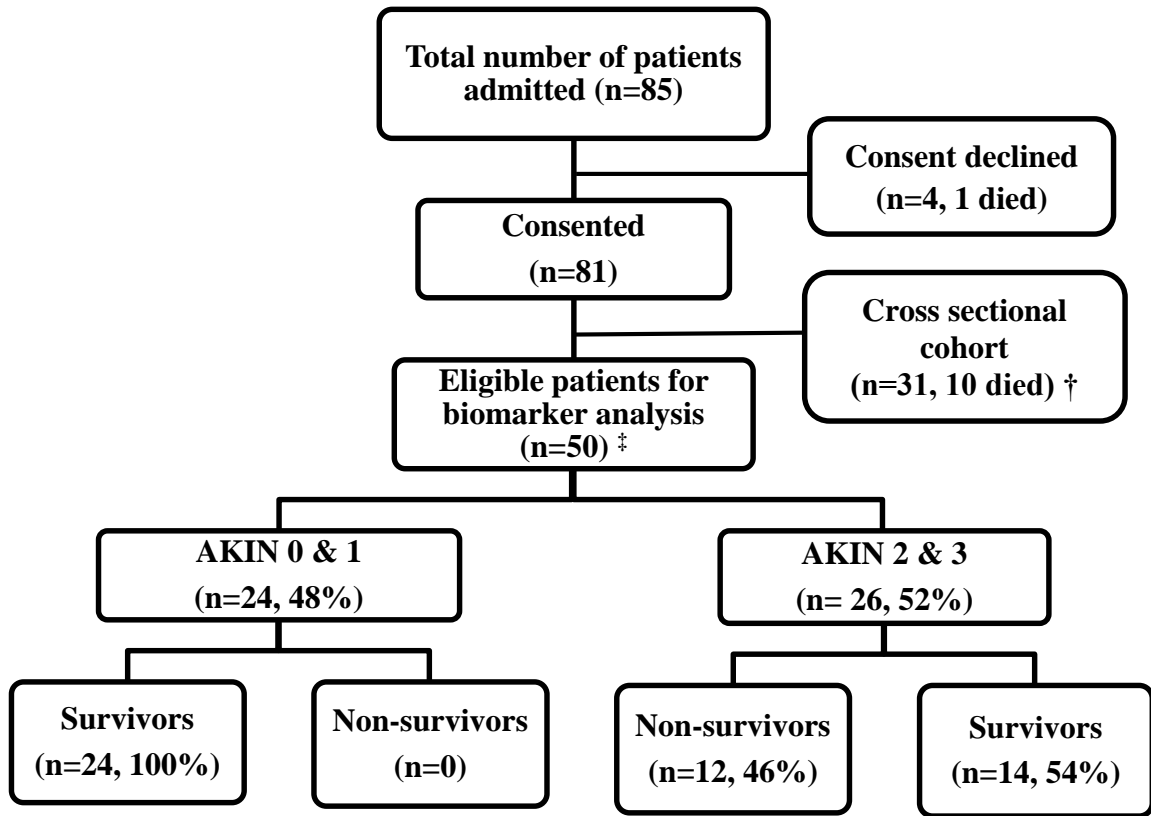 Total number of patients
admitted (n=85)
Consent declined
(n=4, 1 died)
Consented
(n=81)
Cross sectional
cohort
(n=31, 10 died) †
Eligible patients for
biomarker analysis
(n=50) ‡
AKIN 0 & 1
(n=24, 48%)
AKIN 2 & 3
(n= 26, 52%)
Survivors
(n=24, 100%)
Non-survivors
(n=0)
Non-survivors
(n=12, 46%)
Survivors
(n=14, 54%)